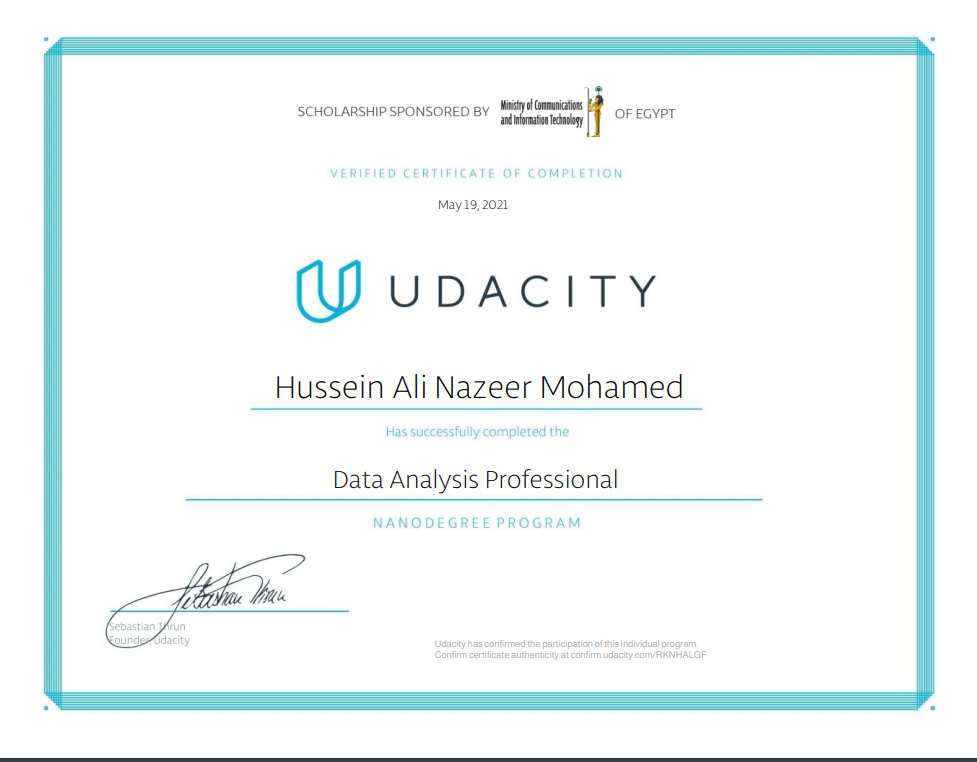 SCHOLARSHIP SPONSORED BY Ministry of Communications and Information Technology OF EGYPT
VERIFIED CERTIFICATE OF COMPLETION
May 19, 2021
UDACITY
Hussein Ali Nazeer Mohamed
Has successfully completed the
Data Analysis Professional
NANODEGREE PROGRAM
Sebastian Thrun
Sebastian Thrun
Founder, Udacity
Udacity has confirmed the participation of this individual program.
Confirm certificate authenticity at confirm.udacity.com/RKNHALGF